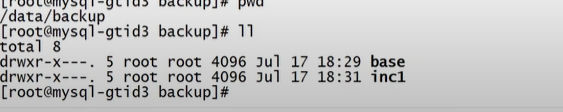 [root@mysql-gtid3 backup]# pwd
/data/backup
[root@mysql-gtid3 backup]# ll
total 8
drwxr-x---. 5 root root 4096 Jul 17 18:29 base
drwxr-x---. 5 root root 4096 Jul 17 18:31 inc1
[root@mysql-gtid3 backup]#